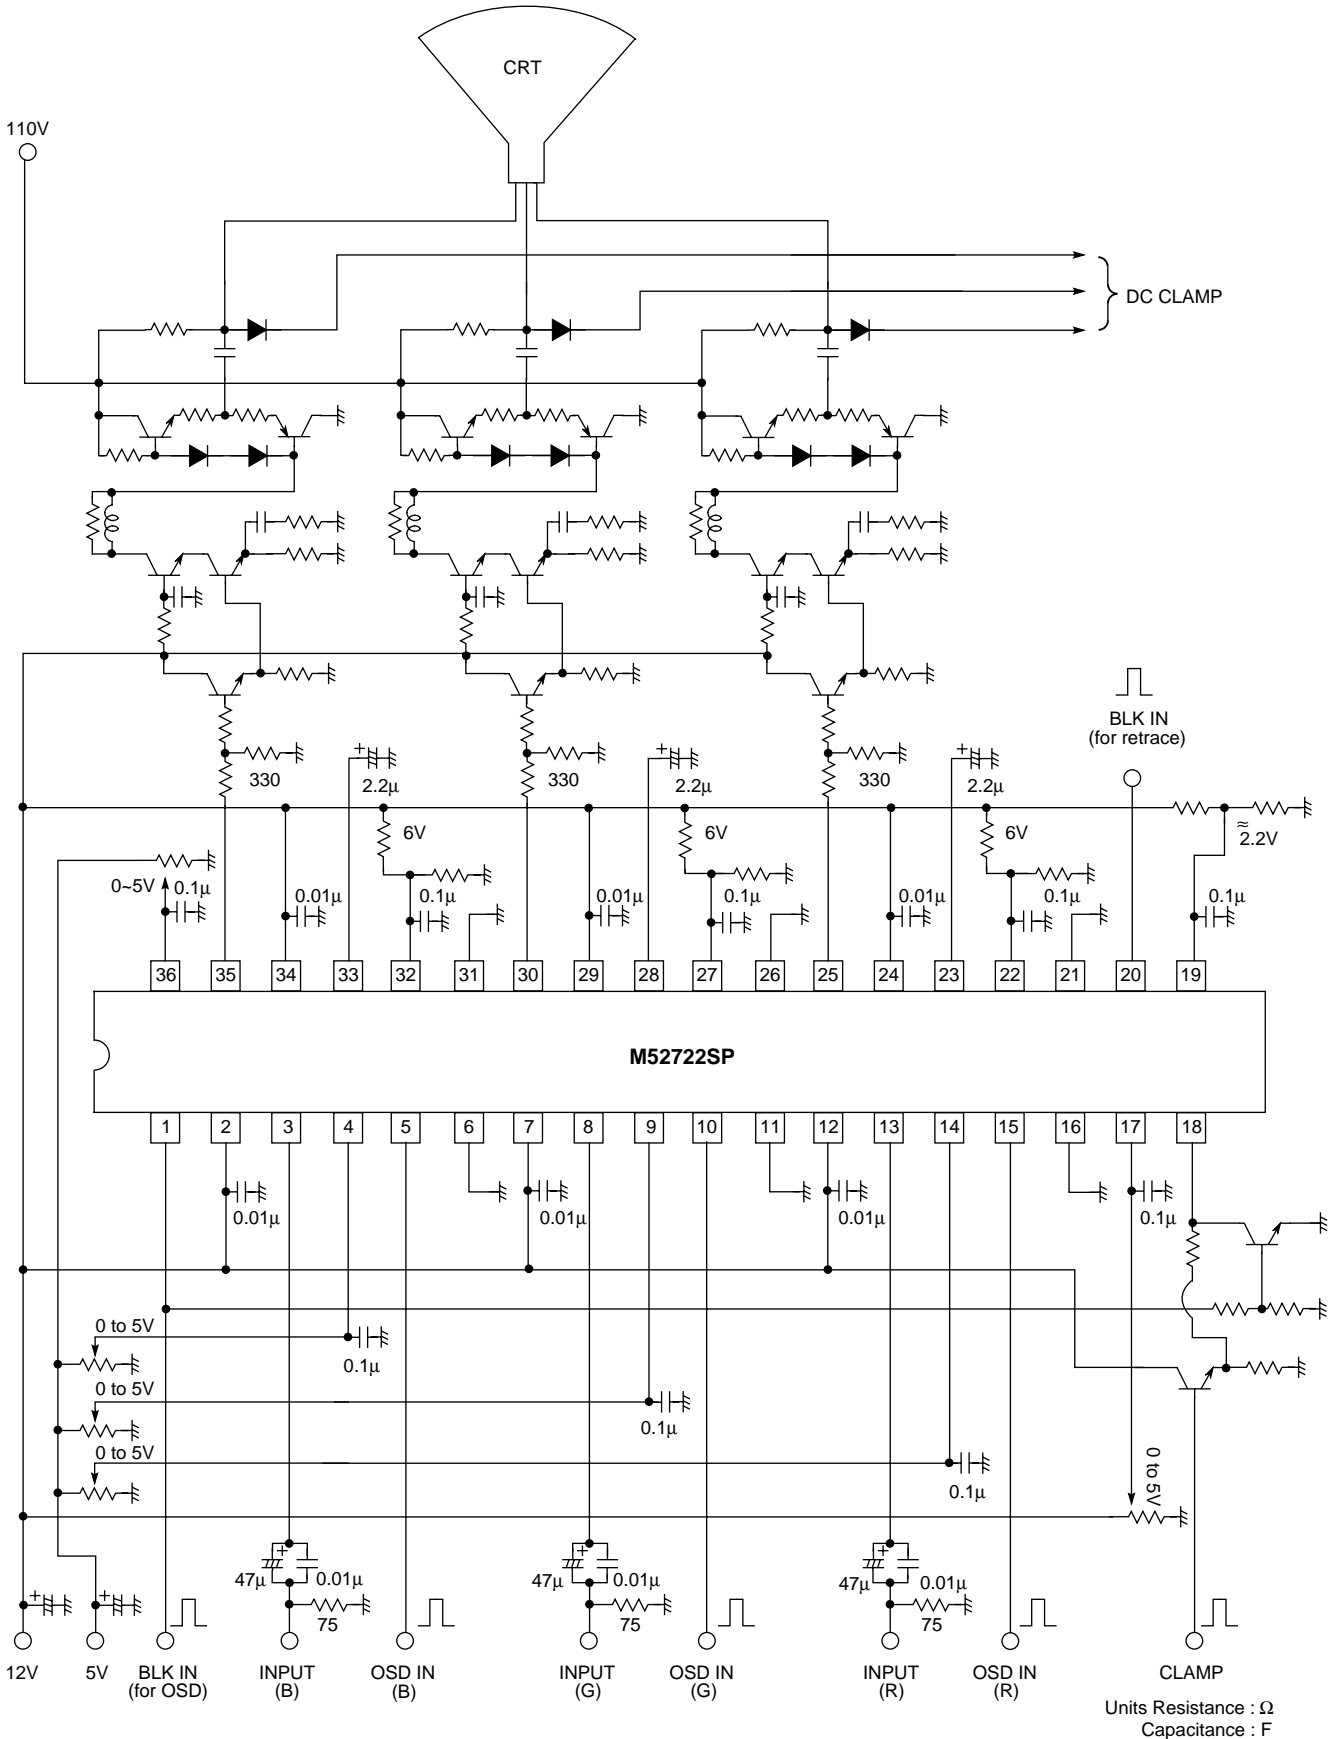 CRT
110V
DC CLAMP
BLK IN
(for retrace)
330
2.2µ
330
2.2µ
330
2.2µ
6V
6V
6V
≈
2.2V
0~5V
0.1µ
0.01µ
0.1µ
0.01µ
0.1µ
0.01µ
0.1µ
0.1µ
36 35 34 33 32 31 30 29 28 27 26 25 24 23 22 21 20 19
M52722SP
1 2 3 4 5 6 7 8 9 10 11 12 13 14 15 16 17 18
0.01µ
0.01µ
0.01µ
0.1µ
0 to 5V
0.1µ
0 to 5V
0.1µ
0 to 5V
0.1µ
0 to 5V
47µ
0.01µ
47µ
0.01µ
47µ
0.01µ
75
75
75
12V
5V
BLK IN
(for OSD)
INPUT
(B)
OSD IN
(B)
INPUT
(G)
OSD IN
(G)
INPUT
(R)
OSD IN
(R)
CLAMP
Units Resistance : Ω
Capacitance : F